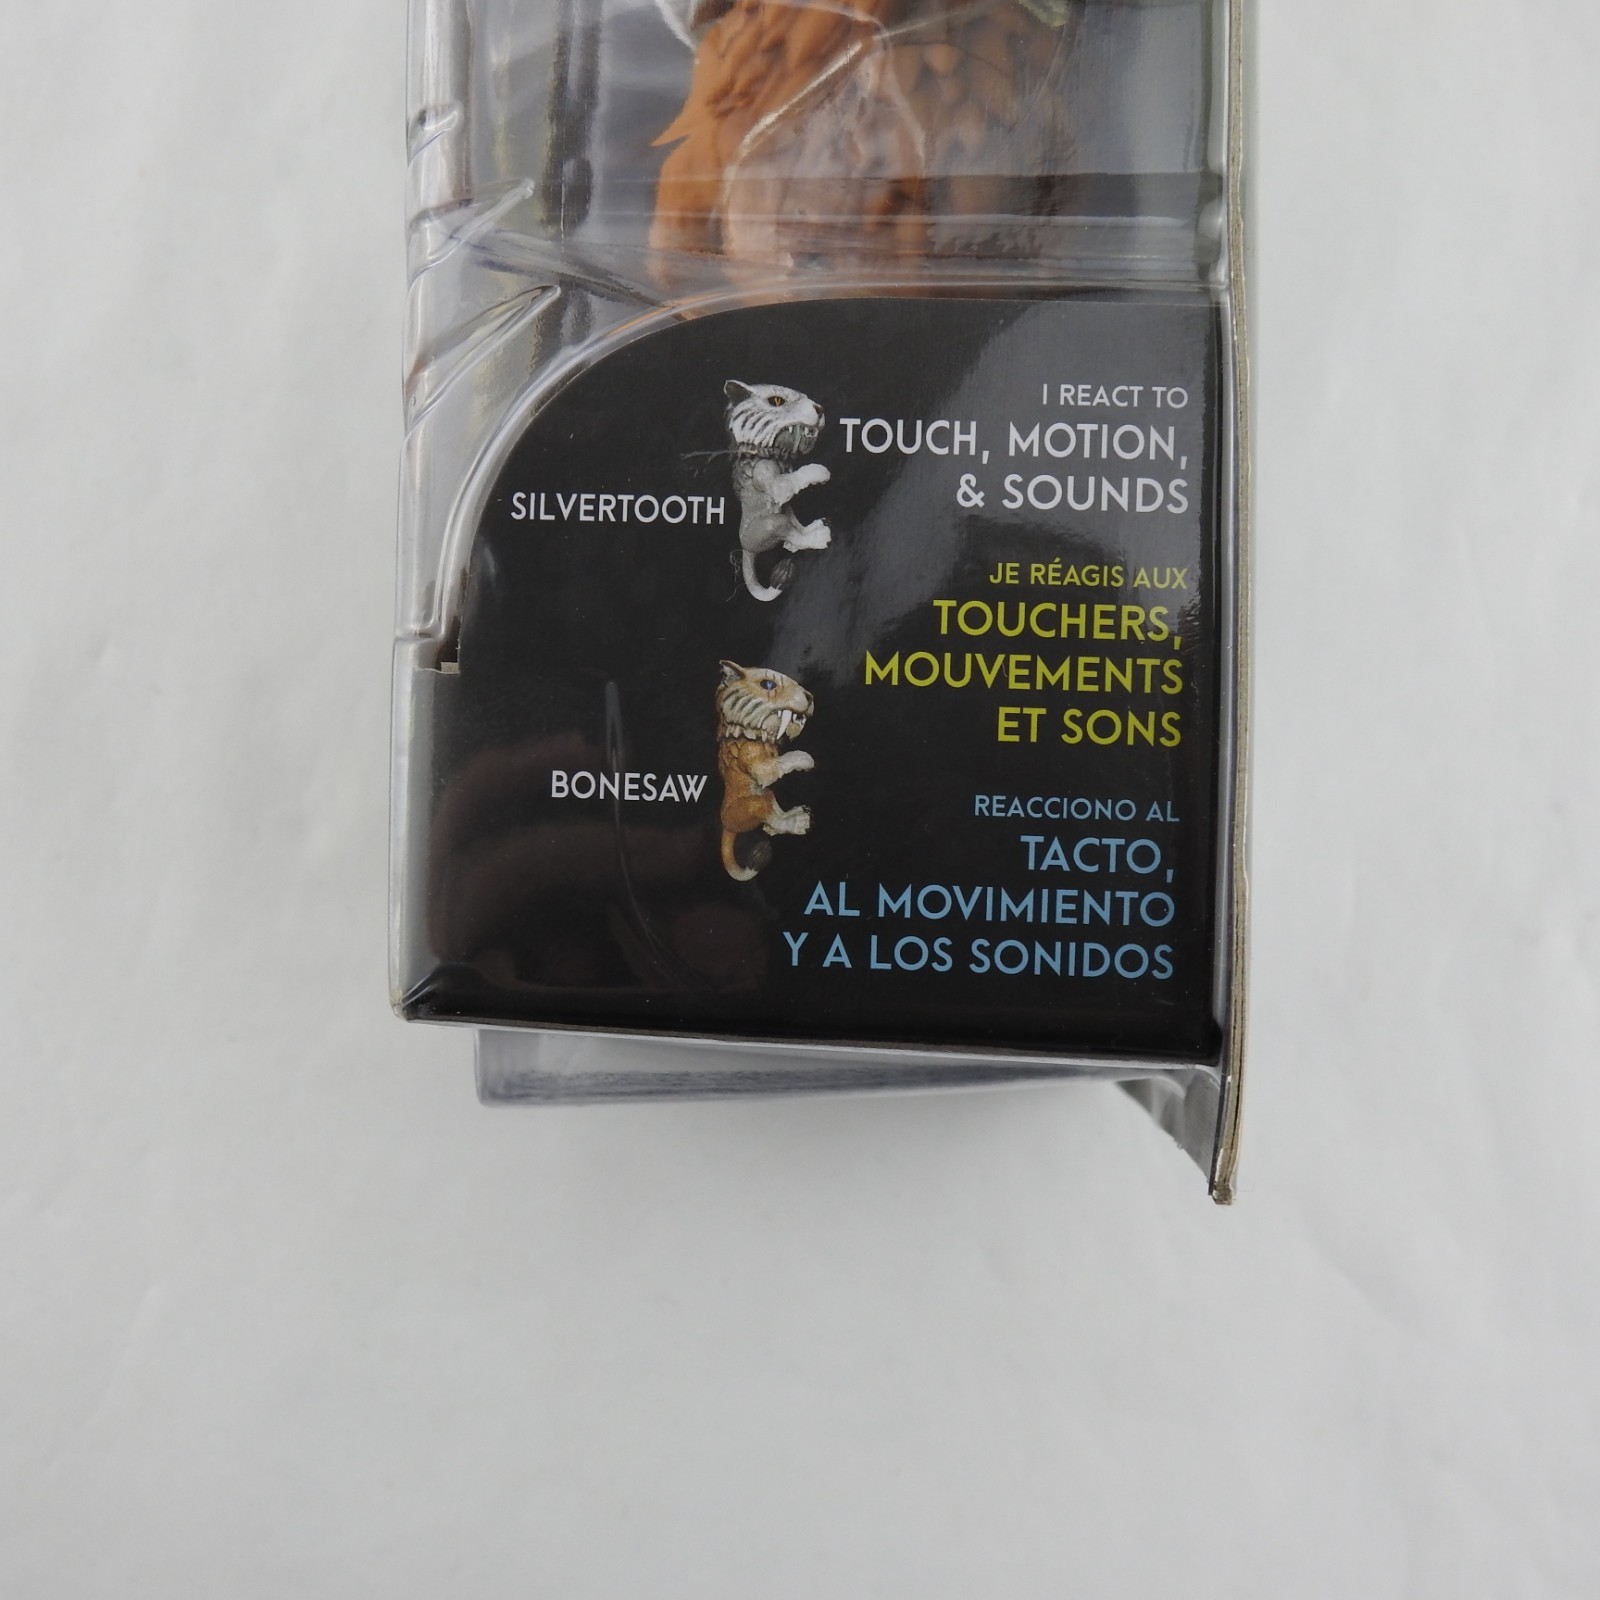 SILVERTOOTH
BONESAW
I REACT TO
TOUCH, MOTION,
& SOUNDS
JE RÉAGIS AUX
TOUCHERS,
MOUVEMENTS
ET SONS
REACCIONO AL
TACTO,
AL MOVIMIENTO
Y A LOS SONIDOS